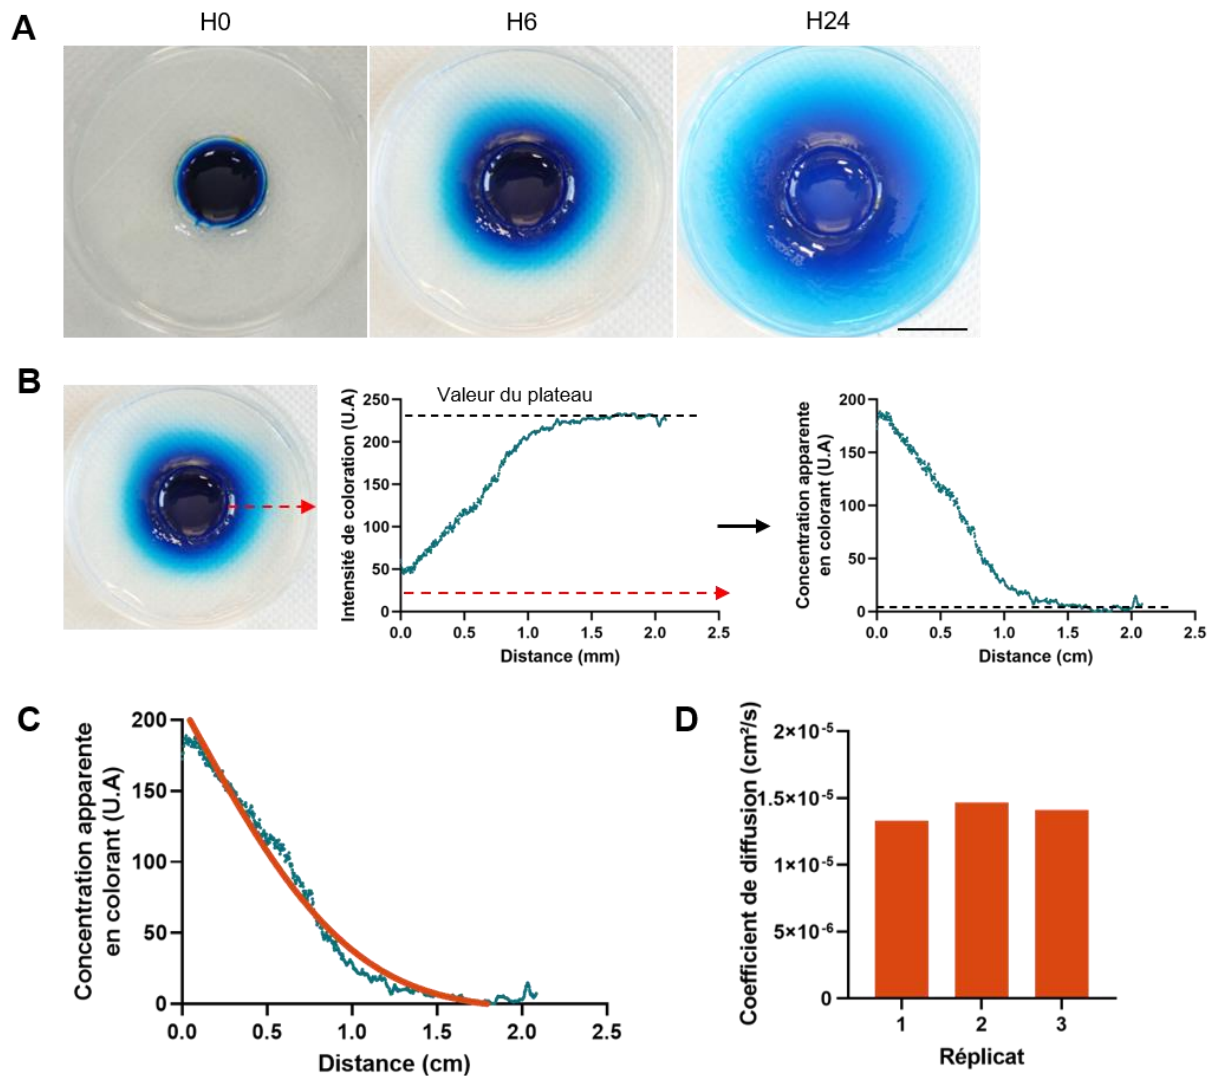 A
H0
H6
H24
B
Valeur du plateau
Intensité de coloration (U.A)
250
200
150
100
50
0
0.0 0.5 1.0 1.5 2.0 2.5
Distance (mm)
Concentration apparente
en colorant (U.A)
200
150
100
50
0
0.0 0.5 1.0 1.5 2.0 2.5
Distance (cm)
C
Concentration apparente
en colorant (U.A)
200
150
100
50
0
0.0 0.5 1.0 1.5 2.0 2.5
Distance (cm)
D
Coefficient de diffusion (cm²/s)
2×10⁻⁵
1.5×10⁻⁵
1×10⁻⁵
5×10⁻⁶
0
1 2 3
Réplicat